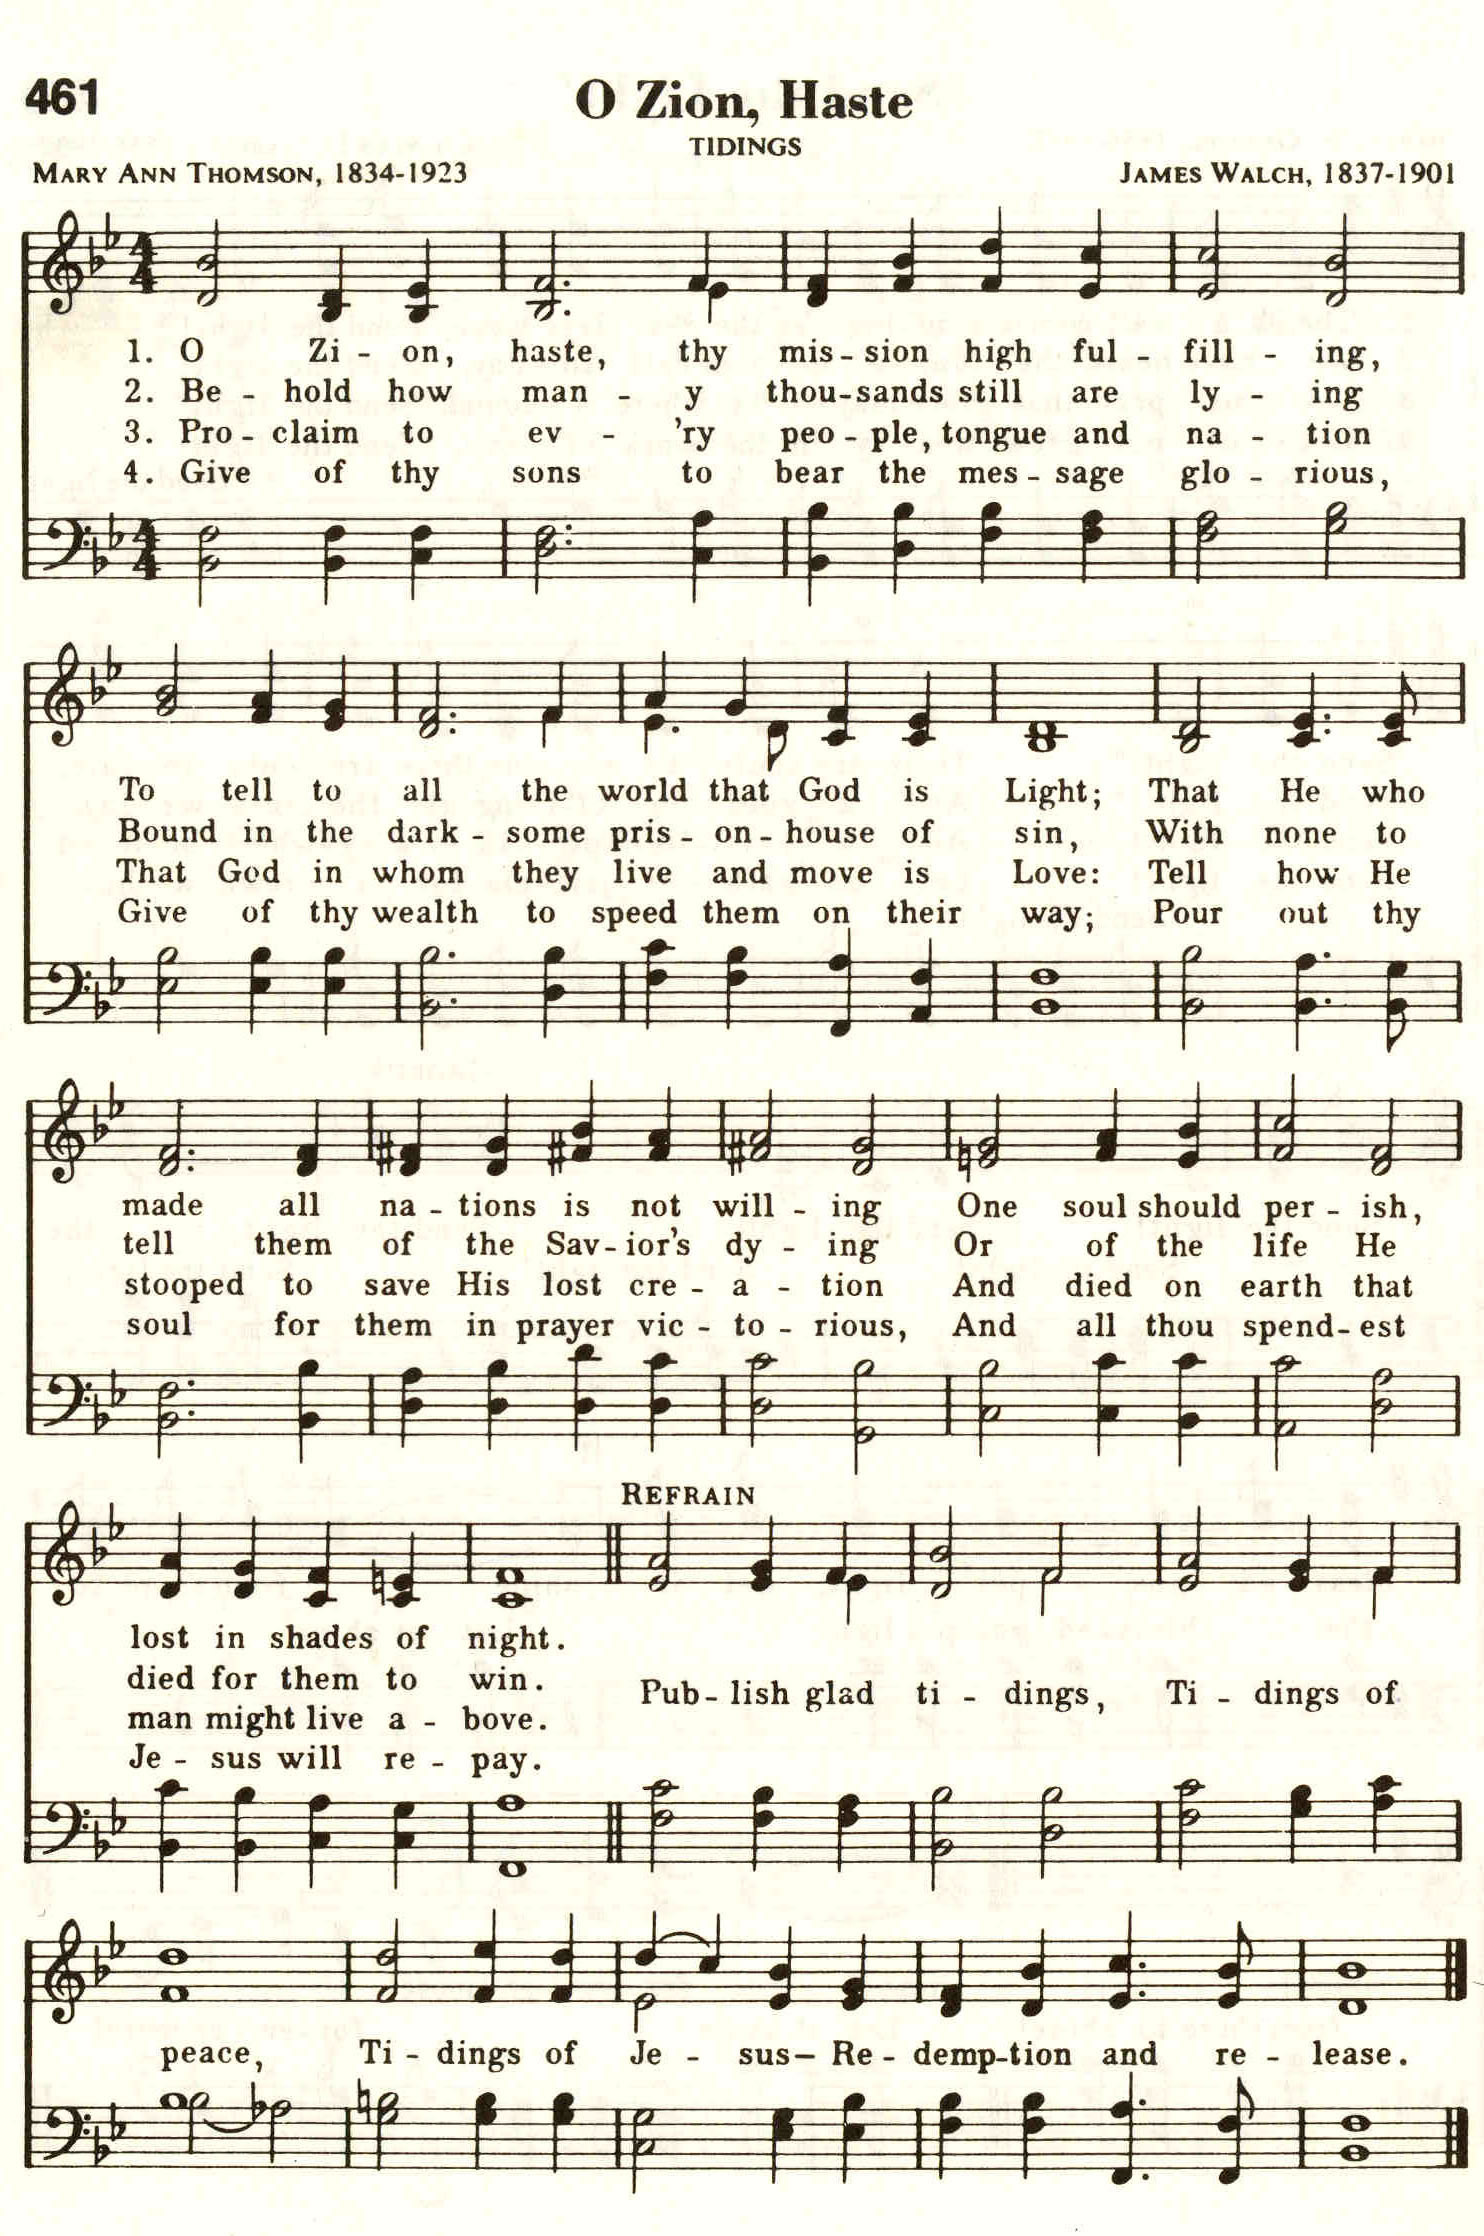 461
O Zion, Haste
TIDINGS
MARY ANN THOMSON, 1834-1923
JAMES WALCH, 1837-1901
1. O Zi - on, haste, thy mis - sion high ful - fill - ing,
2. Be - hold how man - y thou - sands still are ly - ing
3. Pro - claim to ev - 'ry peo - ple, tongue and na - tion
4. Give of thy sons to bear the mes - sage glo - rious,
To tell to all the world that God is Light; That He who
Bound in the dark - some pris - on - house of sin, With none to
That God in whom they live and move is Love: Tell how He
Give of thy wealth to speed them on their way; Pour out thy
made all na - tions is not will - ing One soul should per - ish,
tell them of the Sav - ior's dy - ing Or of the life He
stooped to save His lost cre - a - tion And died on earth that
soul for them in prayer vic - to - rious, And all thou spend - est
REFRAIN
lost in shades of night.
died for them to win.
man might live a - bove.
Je - sus will re - pay.
Pub - lish glad ti - dings, Ti - dings of
peace, Ti - dings of Je - sus— Re - demp - tion and re - lease.